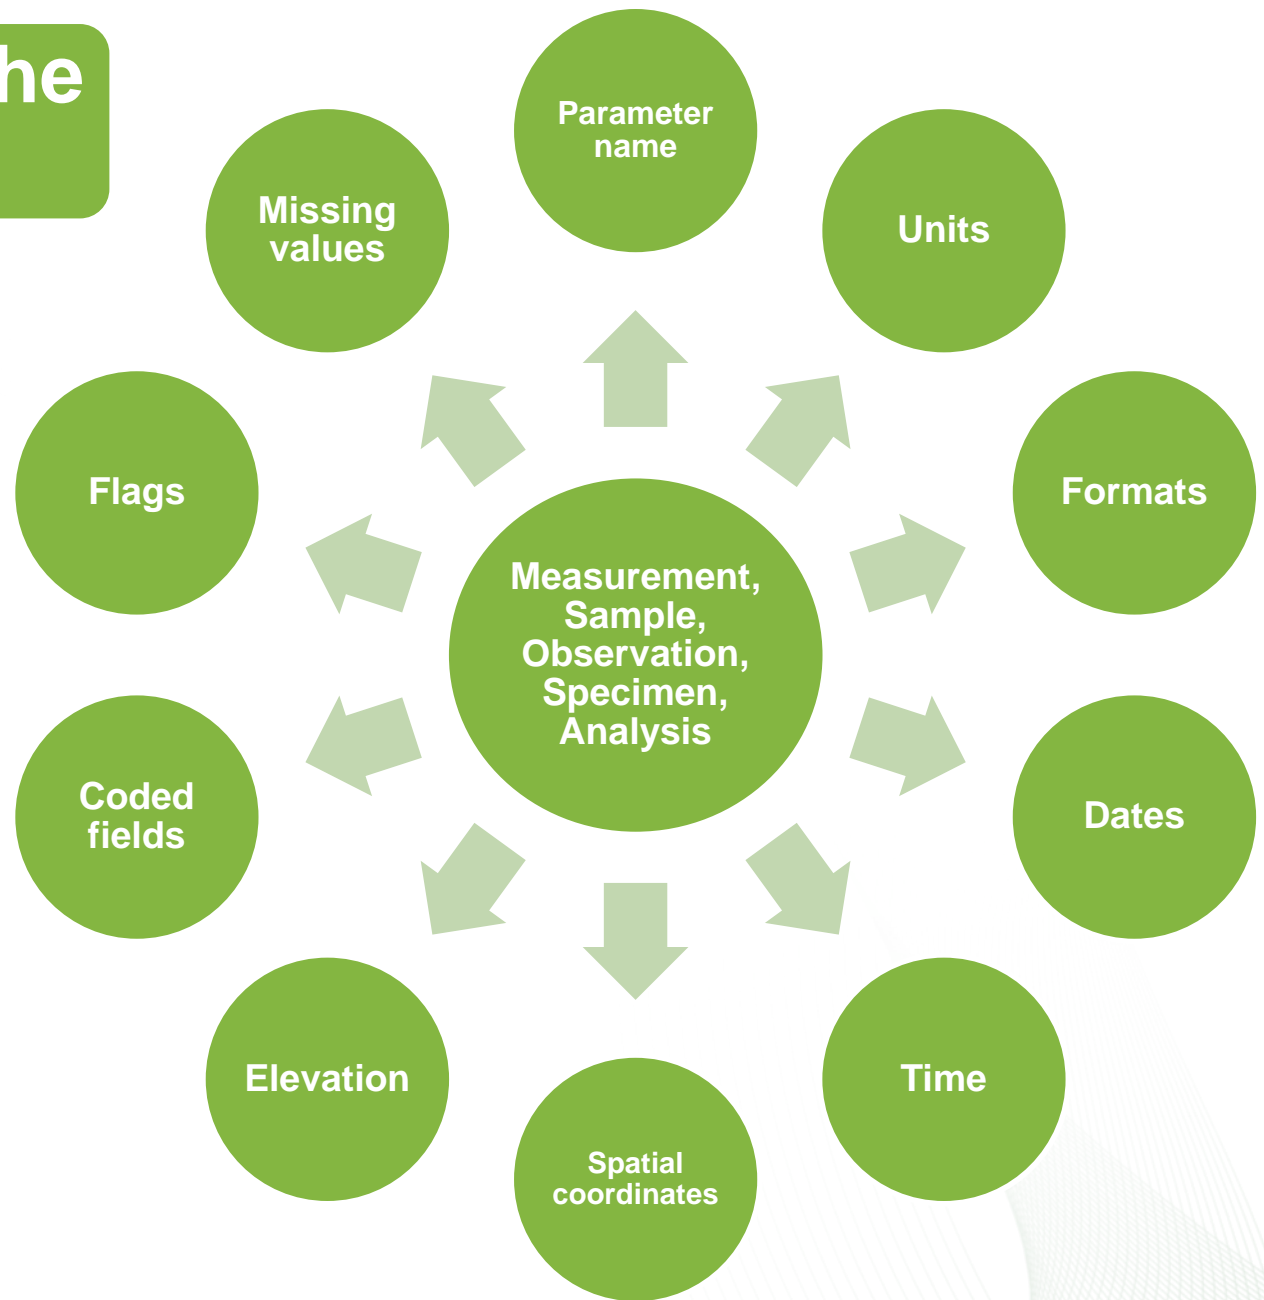 Parameter
name
Missing
values
Units
Flags
Formats
Measurement,
Sample,
Observation,
Specimen,
Analysis
Coded
fields
Dates
Elevation
Time
Spatial
coordinates